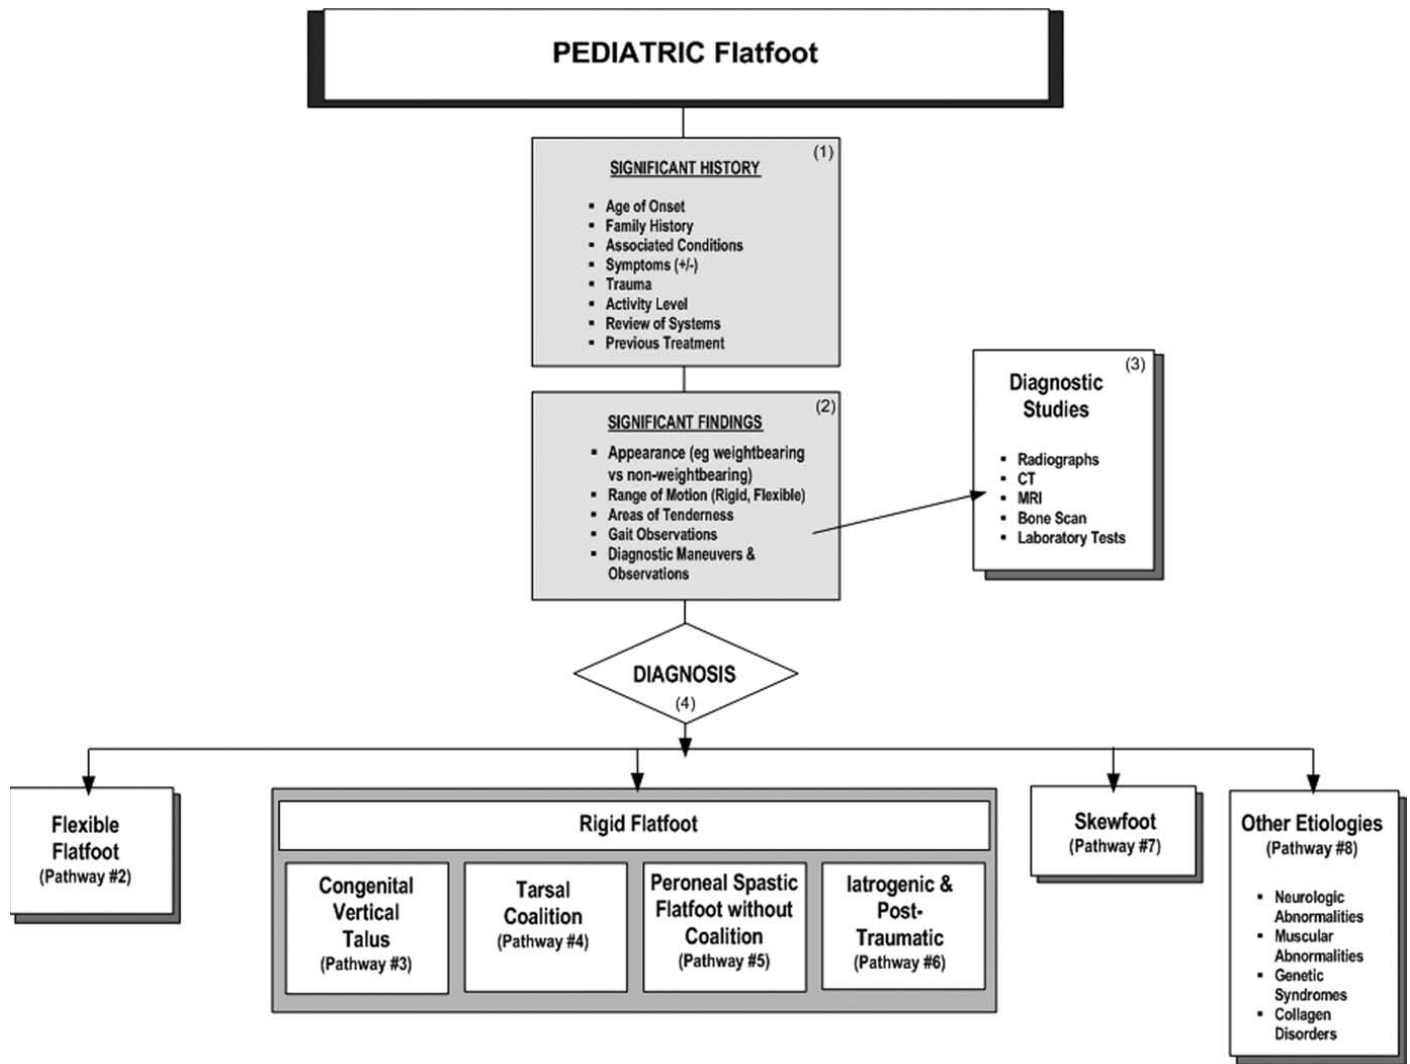 PEDIATRIC Flatfoot
(1)
SIGNIFICANT HISTORY
▪ Age of Onset
▪ Family History
▪ Associated Conditions
▪ Symptoms (+/-)
▪ Trauma
▪ Activity Level
▪ Review of Systems
▪ Previous Treatment
(2)
SIGNIFICANT FINDINGS
▪ Appearance (eg weightbearing
vs non-weightbearing)
▪ Range of Motion (Rigid, Flexible)
▪ Areas of Tenderness
▪ Gait Observations
▪ Diagnostic Maneuvers &
Observations
(3)
Diagnostic
Studies
▪ Radiographs
▪ CT
▪ MRI
▪ Bone Scan
▪ Laboratory Tests
DIAGNOSIS
(4)
Flexible
Flatfoot
(Pathway #2)
Rigid Flatfoot
Congenital
Vertical
Talus
(Pathway #3)
Tarsal
Coalition
(Pathway #4)
Peroneal Spastic
Flatfoot without
Coalition
(Pathway #5)
Iatrogenic &
Post-
Traumatic
(Pathway #6)
Skewfoot
(Pathway #7)
Other Etiologies
(Pathway #8)
▪ Neurologic
Abnormalities
▪ Muscular
Abnormalities
▪ Genetic
Syndromes
▪ Collagen
Disorders